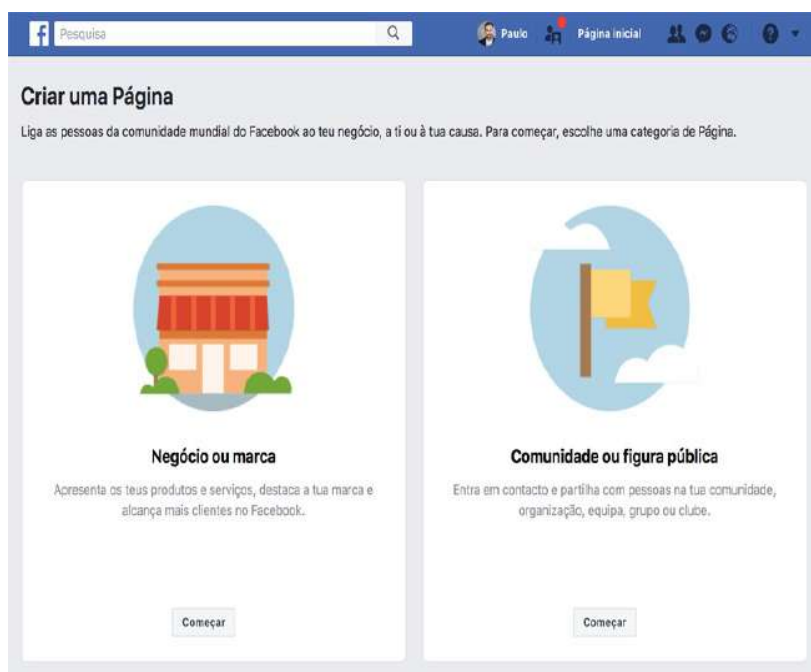 f
Pesquisa
Paulo
Página inicial
Criar uma Página
Liga as pessoas da comunidade mundial do Facebook ao teu negócio, a ti ou à tua causa. Para começar, escolhe uma categoria de Página.
Negócio ou marca
Apresenta os teus produtos e serviços, destaca a tua marca e
alcança mais clientes no Facebook.
Começar
Comunidade ou figura pública
Entra em contacto e partilha com pessoas na tua comunidade,
organização, equipa, grupo ou clube.
Começar